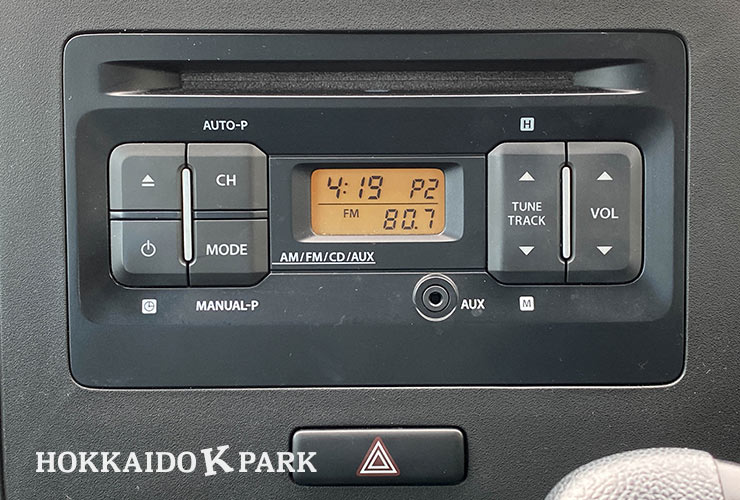 AUTO-P
H
CH
4:19 P2
TUNE
TRACK
VOL
FM 80.7
MODE
AM/FM/CD/AUX
MANUAL-P
AUX
M
HOKKAIDO K PARK